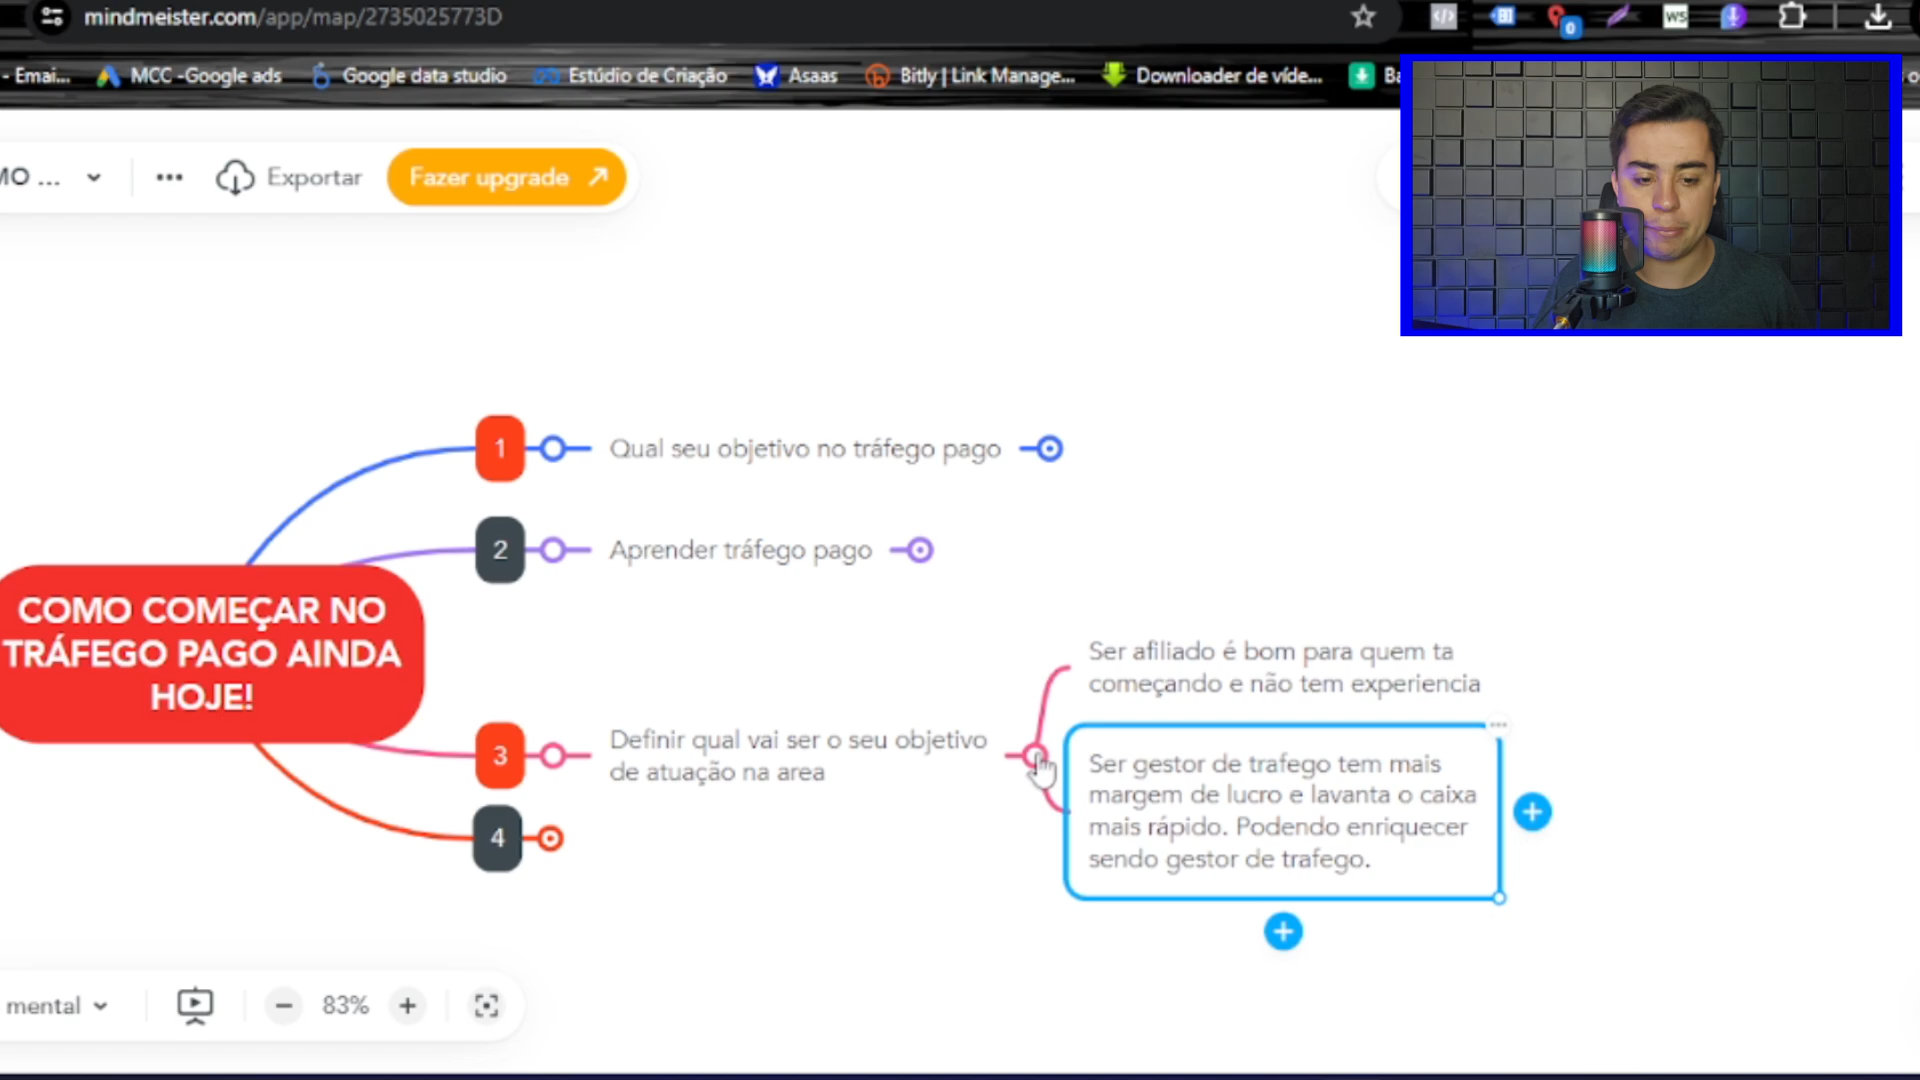 mindmeister.com/app/map/2735025773D
- Emai...
MCC -Google ads
Google data studio
Estúdio de Criação
Asaas
Bitly | Link Manage...
Downloader de víde...
Ba
0
WS
MO ...
Exportar
Fazer upgrade
1
Qual seu objetivo no tráfego pago
2
Aprender tráfego pago
COMO COMEÇAR NO
TRÁFEGO PAGO AINDA
HOJE!
3
Definir qual vai ser o seu objetivo
de atuação na area
Ser afiliado é bom para quem ta
começando e não tem experiencia
Ser gestor de trafego tem mais
margem de lucro e lavanta o caixa
mais rápido. Podendo enriquecer
sendo gestor de trafego.
4
mental
83%